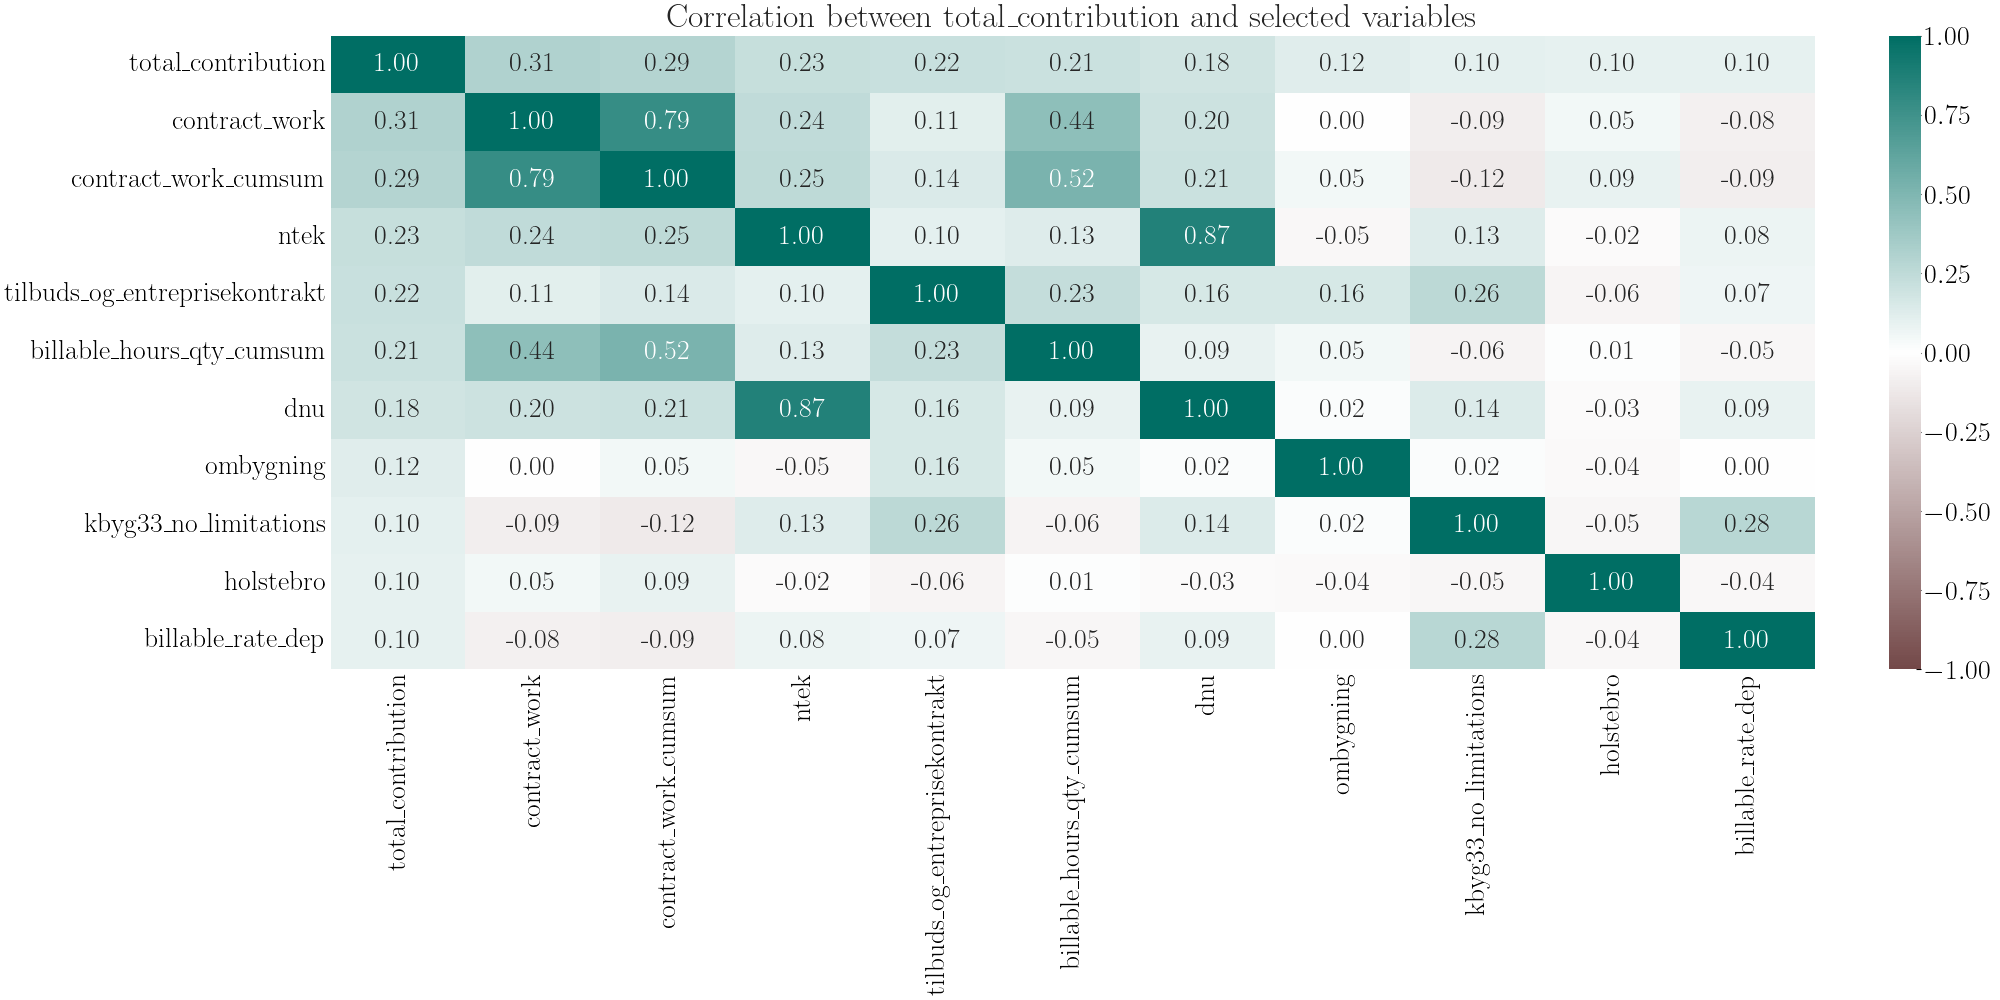 Correlation between total_contribution and selected variables
total_contribution 1.00 0.31 0.29 0.23 0.22 0.21 0.18 0.12 0.10 0.10 0.10
contract_work 0.31 1.00 0.79 0.24 0.11 0.44 0.20 0.00 -0.09 0.05 -0.08
contract_work_cumsum 0.29 0.79 1.00 0.25 0.14 0.52 0.21 0.05 -0.12 0.09 -0.09
ntek 0.23 0.24 0.25 1.00 0.10 0.13 0.87 -0.05 0.13 -0.02 0.08
tilbuds_og_entreprisekontrakt 0.22 0.11 0.14 0.10 1.00 0.23 0.16 0.16 0.26 -0.06 0.07
billable_hours_qty_cumsum 0.21 0.44 0.52 0.13 0.23 1.00 0.09 0.05 -0.06 0.01 -0.05
dnu 0.18 0.20 0.21 0.87 0.16 0.09 1.00 0.02 0.14 -0.03 0.09
ombygning 0.12 0.00 0.05 -0.05 0.16 0.05 0.02 1.00 0.02 -0.04 0.00
kbyg33_no_limitations 0.10 -0.09 -0.12 0.13 0.26 -0.06 0.14 0.02 1.00 -0.05 0.28
holstebro 0.10 0.05 0.09 -0.02 -0.06 0.01 -0.03 -0.04 -0.05 1.00 -0.04
billable_rate_dep 0.10 -0.08 -0.09 0.08 0.07 -0.05 0.09 0.00 0.28 -0.04 1.00
total_contribution
contract_work
contract_work_cumsum
ntek
tilbuds_og_entreprisekontrakt
billable_hours_qty_cumsum
dnu
ombygning
kbyg33_no_limitations
holstebro
billable_rate_dep
1.00
0.75
0.50
0.25
0.00
−0.25
−0.50
−0.75
−1.00